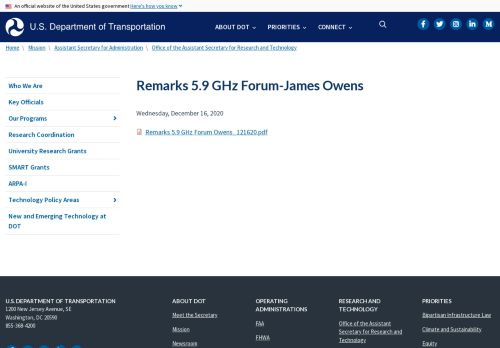 An official website of the United States government Here's how you know
U.S. Department of Transportation
ABOUT DOT
PRIORITIES
CONNECT
Home \ Mission \ Assistant Secretary for Administration \ Office of the Assistant Secretary for Research and Technology
Who We Are
Key Officials
Our Programs
Research Coordination
University Research Grants
SMART Grants
ARPA-I
Technology Policy Areas
New and Emerging Technology at
DOT
Remarks 5.9 GHz Forum-James Owens
Wednesday, December 16, 2020
Remarks 5.9 GHz Forum Owens_121620.pdf
U.S. DEPARTMENT OF TRANSPORTATION
1200 New Jersey Avenue, SE
Washington, DC 20590
855-368-4200
ABOUT DOT
Meet the Secretary
Mission
Newsroom
OPERATING
ADMINISTRATIONS
FAA
FHWA
RESEARCH AND
TECHNOLOGY
Office of the Assistant
Secretary for Research and
Technology
PRIORITIES
Bipartisan Infrastructure Law
Climate and Sustainability
Equity